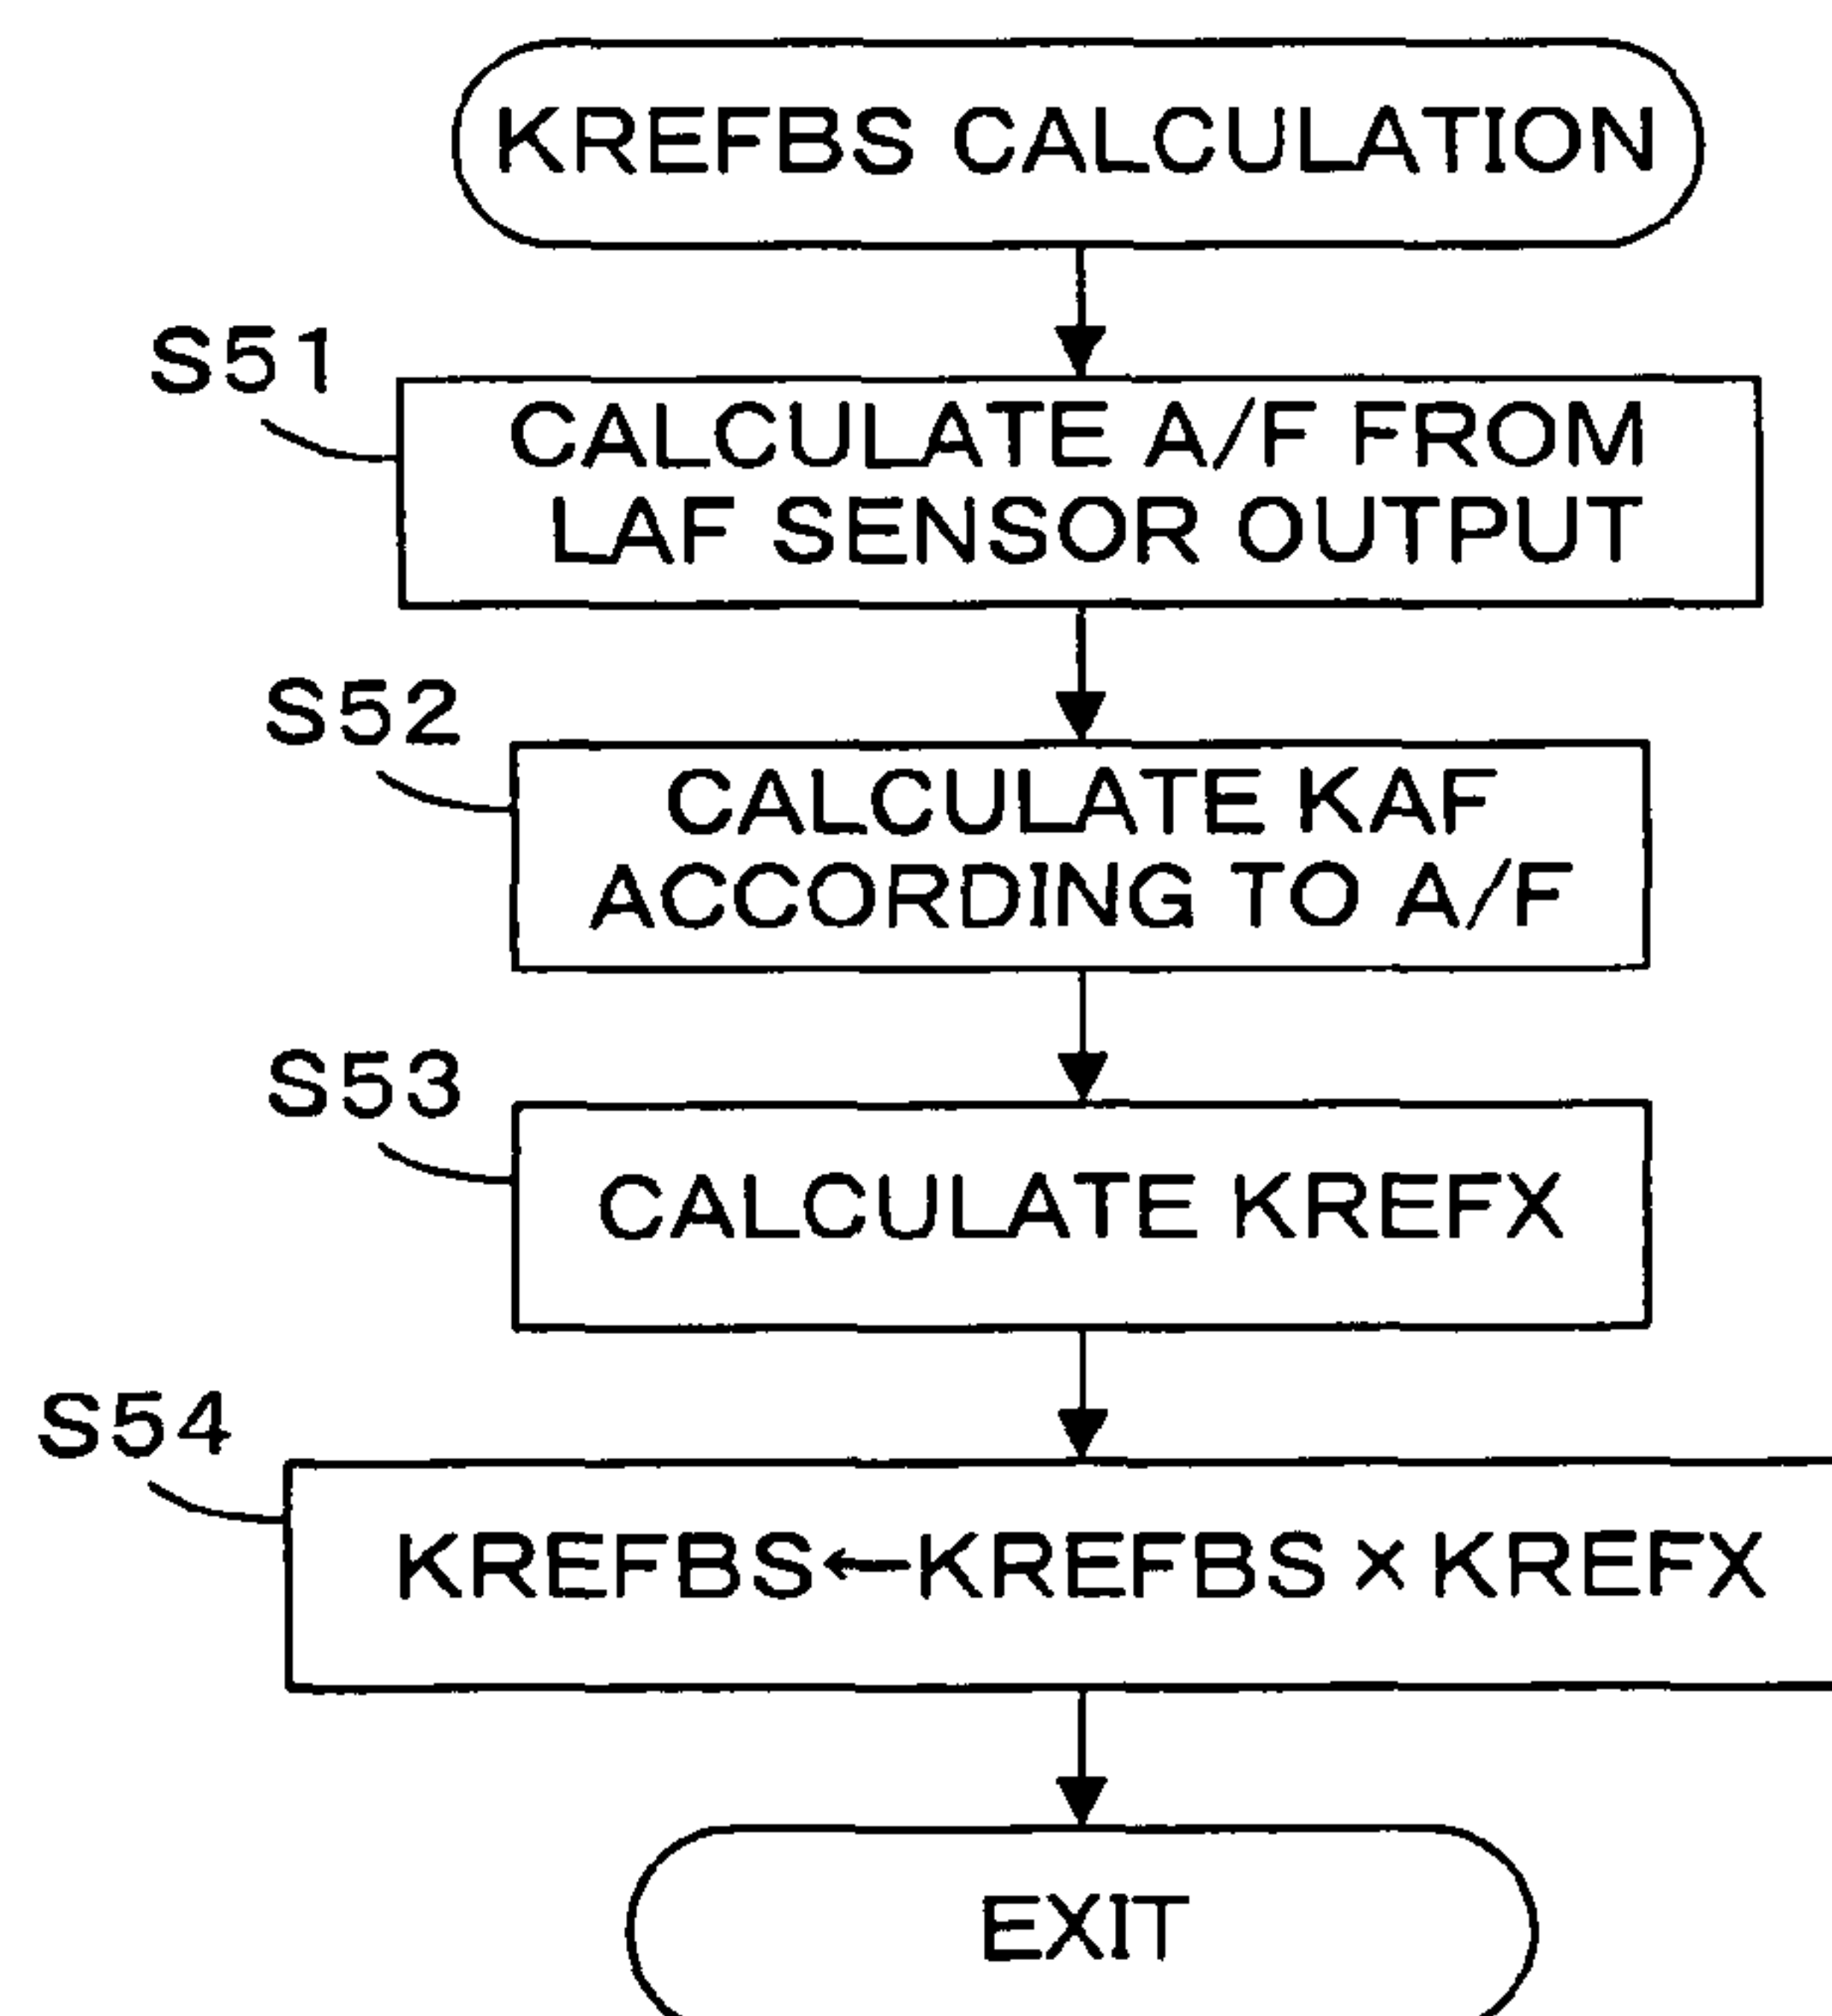 KREFBS CALCULATION
S51
CALCULATE A/F FROM
LAF SENSOR OUTPUT
S52
CALCULATE KAF
ACCORDING TO A/F
S53
CALCULATE KREFX
S54
KREFBS←KREFBS×KREFX
EXIT